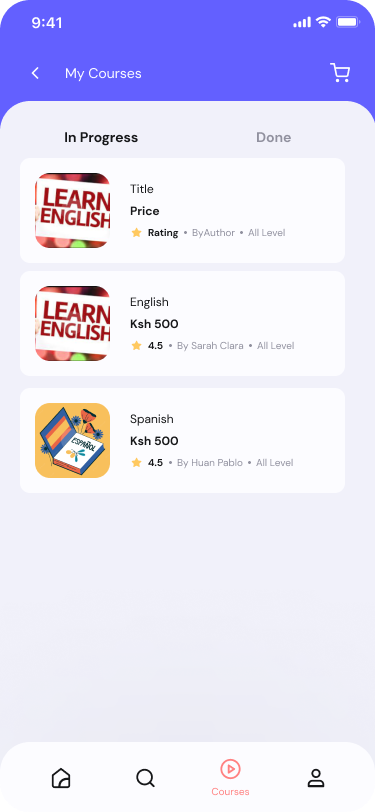 9:41
My Courses
In Progress
Done
LEARN
ENGLISH
Title
Price
Rating • ByAuthor • All Level
LEARN
ENGLISH
English
Ksh 500
4.5 • By Sarah Clara • All Level
ESPAÑOL
Spanish
Ksh 500
4.5 • By Huan Pablo • All Level
Courses